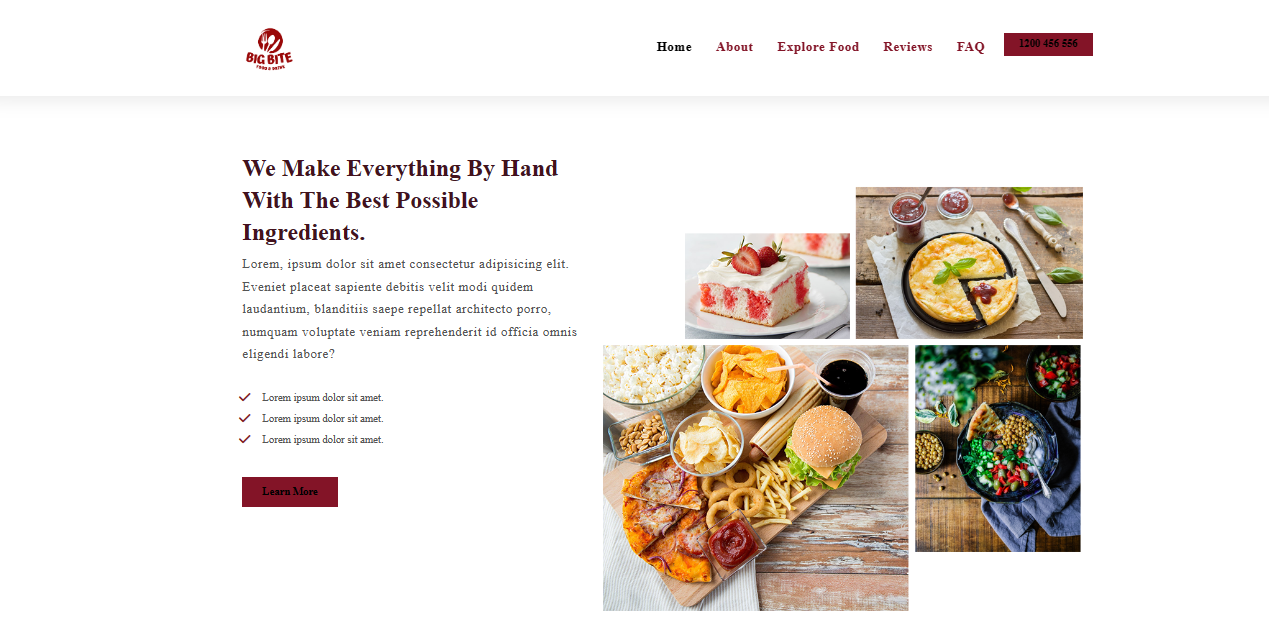 BIG BITE
FOOD & DRINK
Home About Explore Food Reviews FAQ 1200 456 556
We Make Everything By Hand
With The Best Possible
Ingredients.
Lorem, ipsum dolor sit amet consectetur adipisicing elit.
Eveniet placeat sapiente debitis velit modi quidem
laudantium, blanditiis saepe repellat architecto porro,
numquam voluptate veniam reprehenderit id officia omnis
eligendi labore?
Lorem ipsum dolor sit amet.
Lorem ipsum dolor sit amet.
Lorem ipsum dolor sit amet.
Learn More